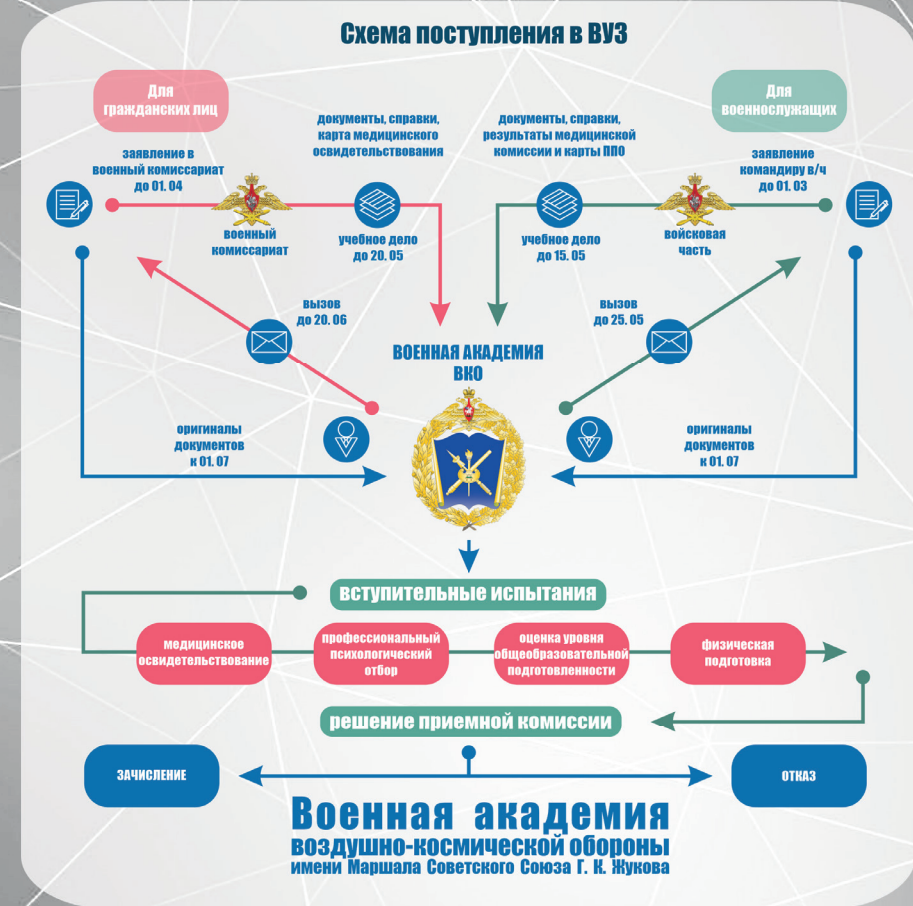 Схема поступления в ВУЗ
Для
гражданских лиц
Для
военнослужащих
документы, справки,
карта медицинского
освидетельствования
документы, справки,
результаты медицинской
комиссии и карты ППО
заявление в
военный комиссариат
до 01. 04
заявление
командиру в/ч
до 01. 03
военный
комиссариат
учебное дело
до 20. 05
учебное дело
до 15. 05
войсковая
часть
вызов
до 20. 06
вызов
до 25. 05
ВОЕННАЯ АКАДЕМИЯ
ВКО
оригиналы
документов
к 01. 07
оригиналы
документов
к 01. 07
вступительные испытания
медицинское
освидетельствование
профессиональный
психологический
отбор
оценка уровня
общеобразовательной
подготовленности
физическая
подготовка
решение приемной комиссии
ЗАЧИСЛЕНИЕ
ОТКАЗ
Военная академия
воздушно-космической обороны
имени Маршала Советского Союза Г. К. Жукова